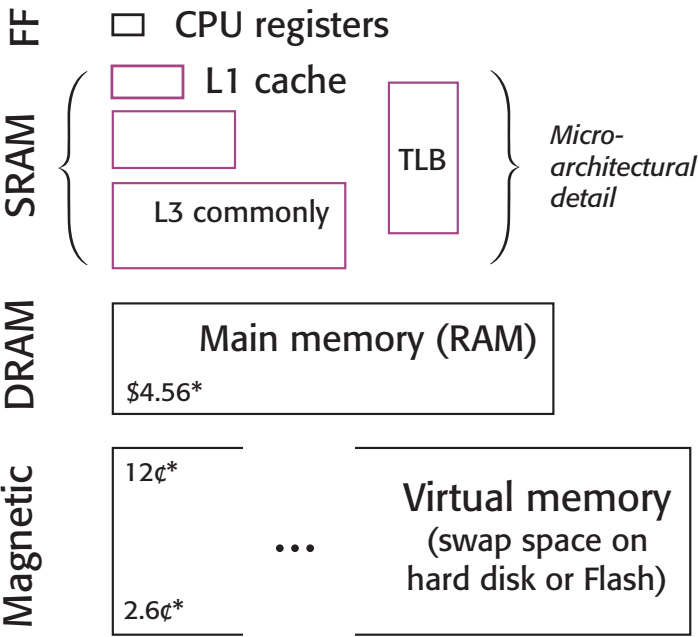 FF
CPU registers
SRAM
L1 cache
L3 commonly
TLB
Micro-
architectural
detail
DRAM
Main memory (RAM)
$4.56*
Magnetic
12¢*
...
Virtual memory
(swap space on
hard disk or Flash)
2.6¢*